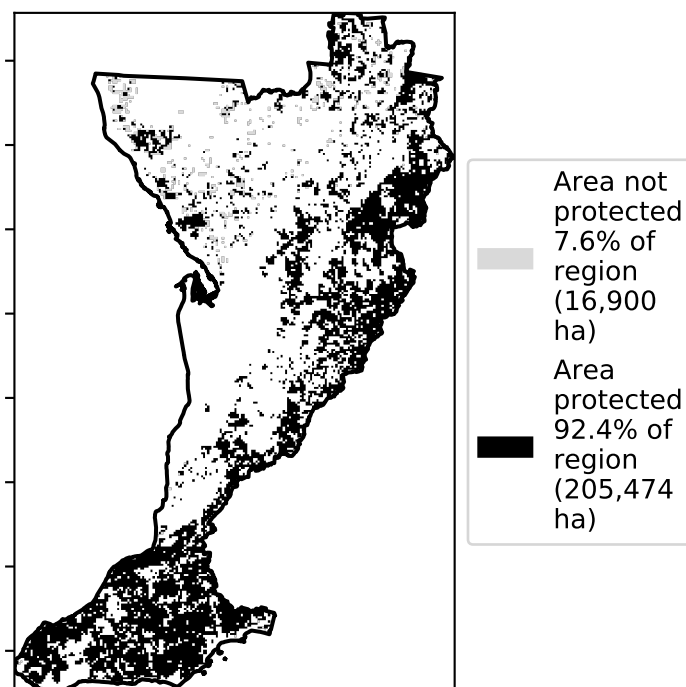 Area not
protected
7.6% of
region
(16,900
ha)
Area
protected
92.4% of
region
(205,474
ha)